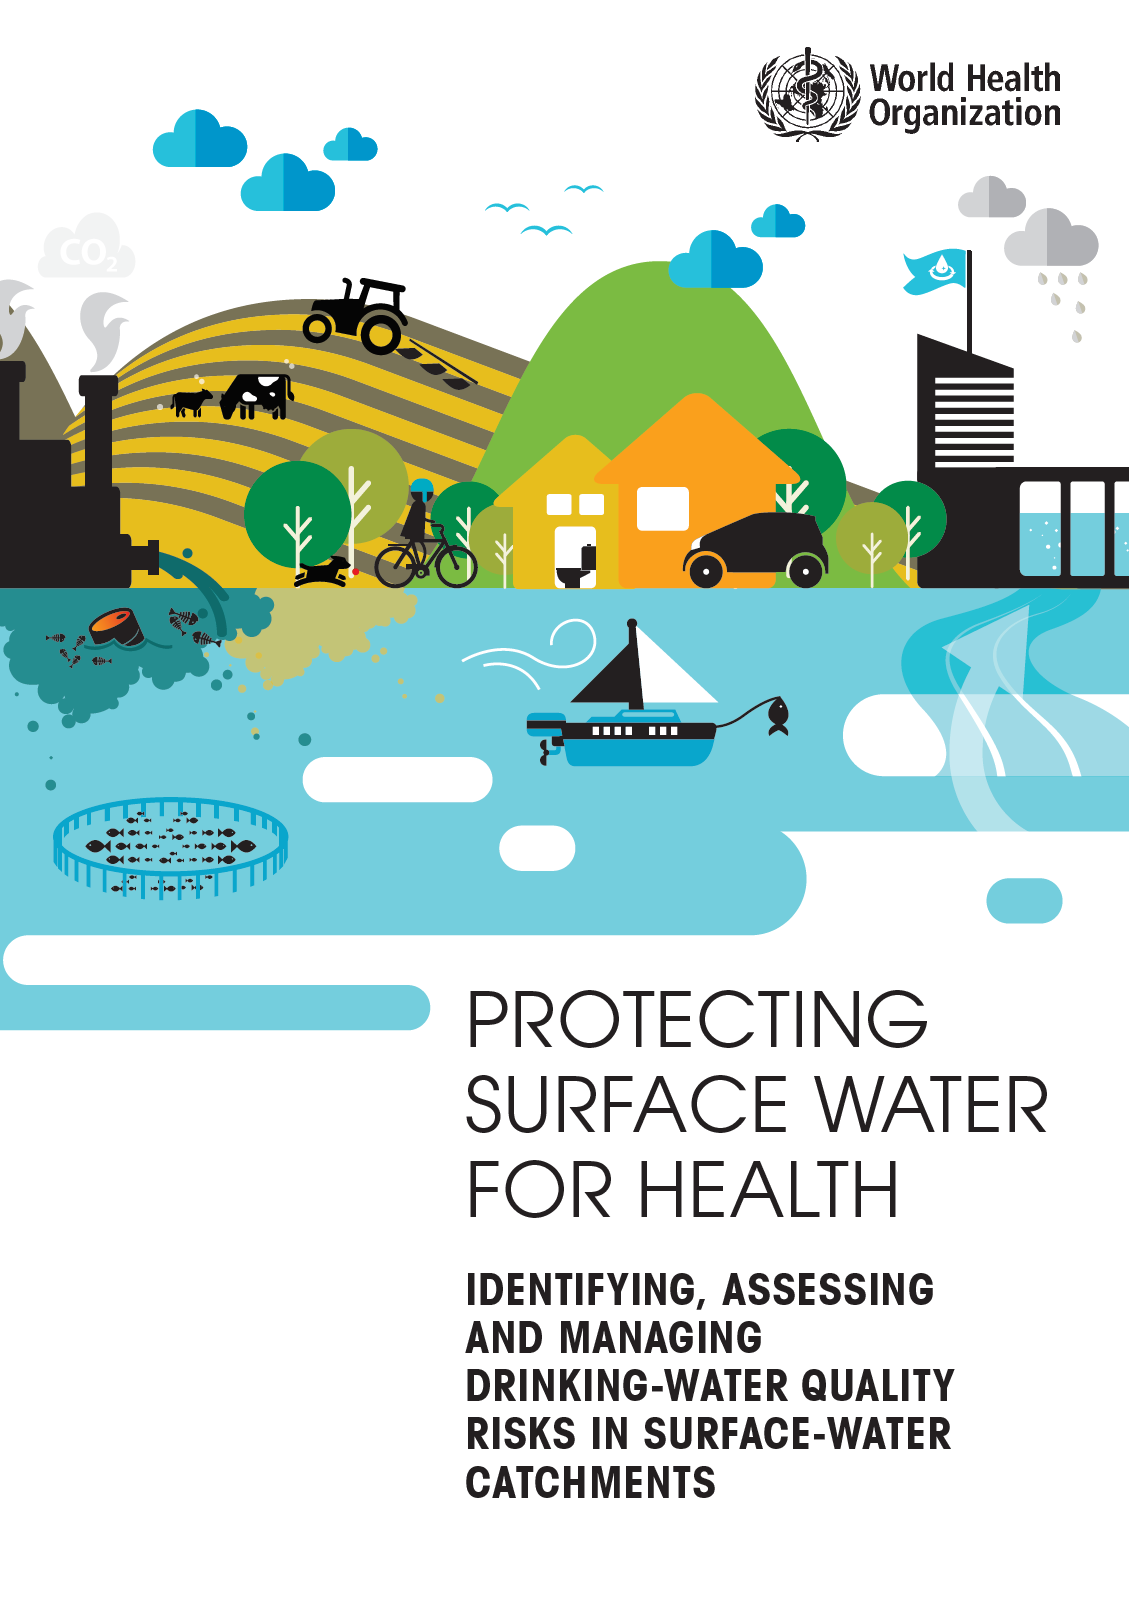 World Health
Organization
CO2
PROTECTING
SURFACE WATER
FOR HEALTH
IDENTIFYING, ASSESSING
AND MANAGING
DRINKING-WATER QUALITY
RISKS IN SURFACE-WATER
CATCHMENTS